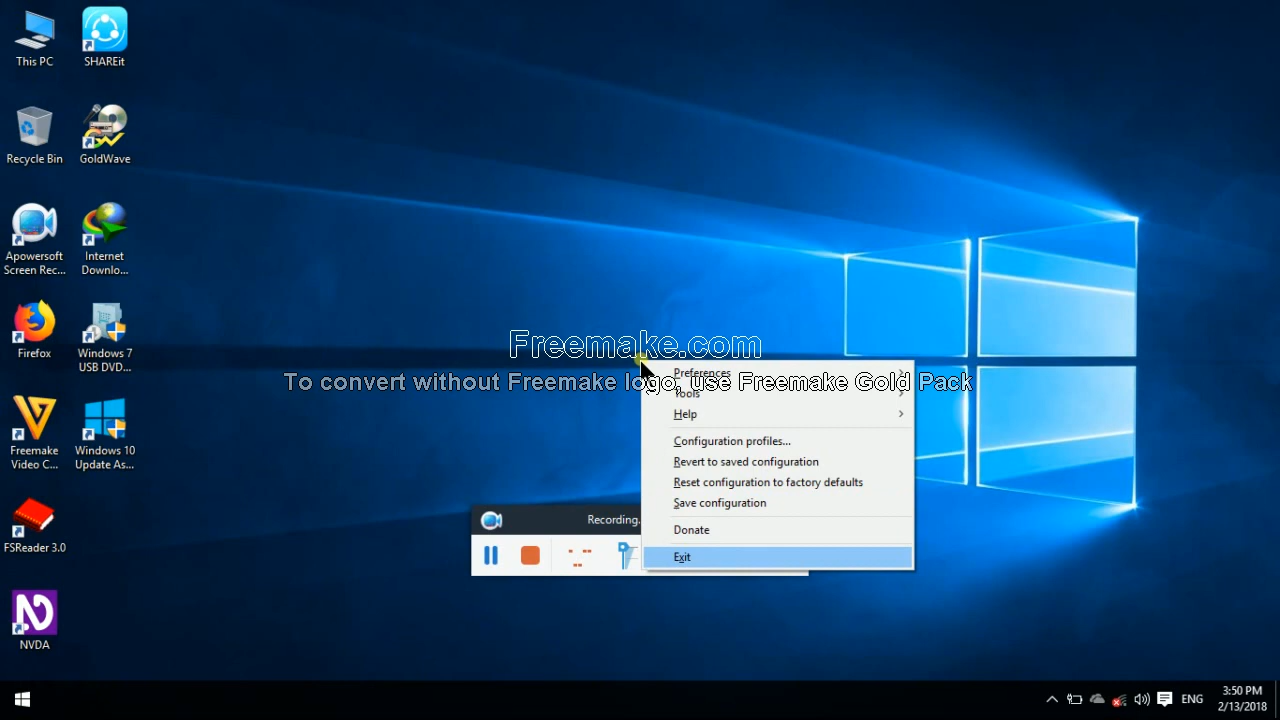 This PC
SHAREit
Recycle Bin
GoldWave
Apowersoft
Screen Rec...
Internet
Downlo...
Firefox
Windows 7
USB DVD...
Freemake
Video C...
Windows 10
Update As...
FSReader 3.0
NVDA
Freemake.com
To convert without Freemake logo, use Freemake Gold Pack
Preferences
Tools
Help
Configuration profiles...
Revert to saved configuration
Reset configuration to factory defaults
Save configuration
Donate
Exit
Recording.
ENG
3:50 PM
2/13/2018